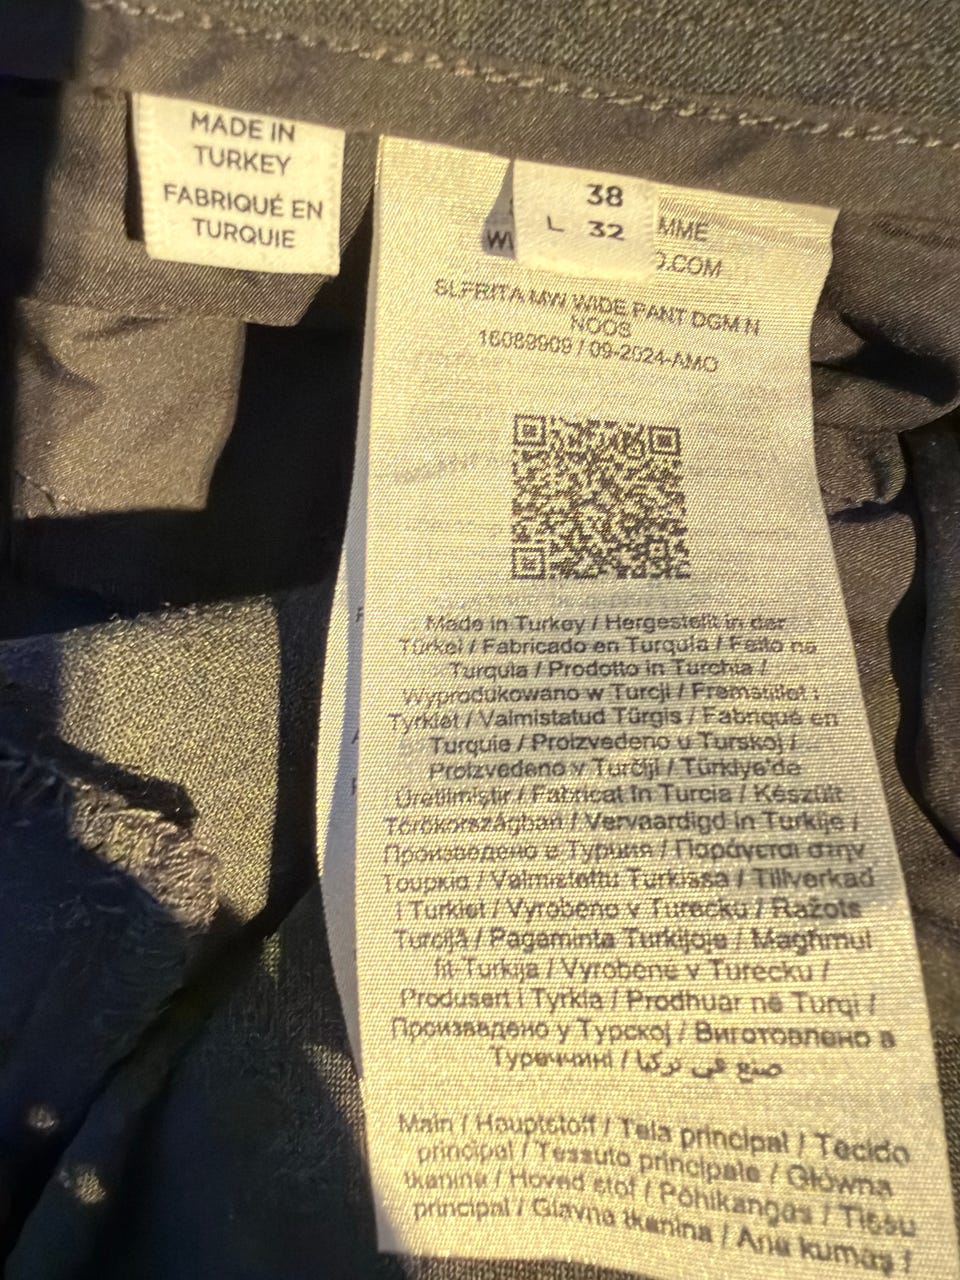 MADE IN
TURKEY
FABRIQUÉ EN
TURQUIE
38
L 32
MME
.COM
SLFRITA MW WIDE PANT DGM N
NOOS
16089909 / 09-2024-AMO
Made in Turkey / Hergestellt in der
Türkei / Fabricado en Turquía / Feito na
Turquia / Prodotto in Turchia /
Wyprodukowano w Turcji / Fremstillet i
Tyrkiet / Valmistatud Türgis / Fabriqué en
Turquie / Proizvedeno u Turskoj /
Proizvedeno v Turčiji / Türkiye'de
Üretilmiştir / Fabricat în Turcia / Készült
Törökországban / Vervaardigd in Turkije /
Произведено в Турция / Παράγεται στην
Τουρκία / Valmistettu Turkissa / Tillverkad
i Turkiet / Vyrobeno v Turecku / Ražots
Turcijā / Pagaminta Turkijoje / Magħmul
fit-Turkija / Vyrobené v Turecku /
Produsert i Tyrkia / Prodhuar në Turqi /
Произведено у Турској / Виготовлено в
Туреччині / صنع في تركيا
Main / Hauptstoff / Tela principal / Tecido
principal / Tessuto principale / Główna
tkanina / Hoved stof / Põhikangas / Tissu
principal / Glavna tkanina / Ana kumaş /